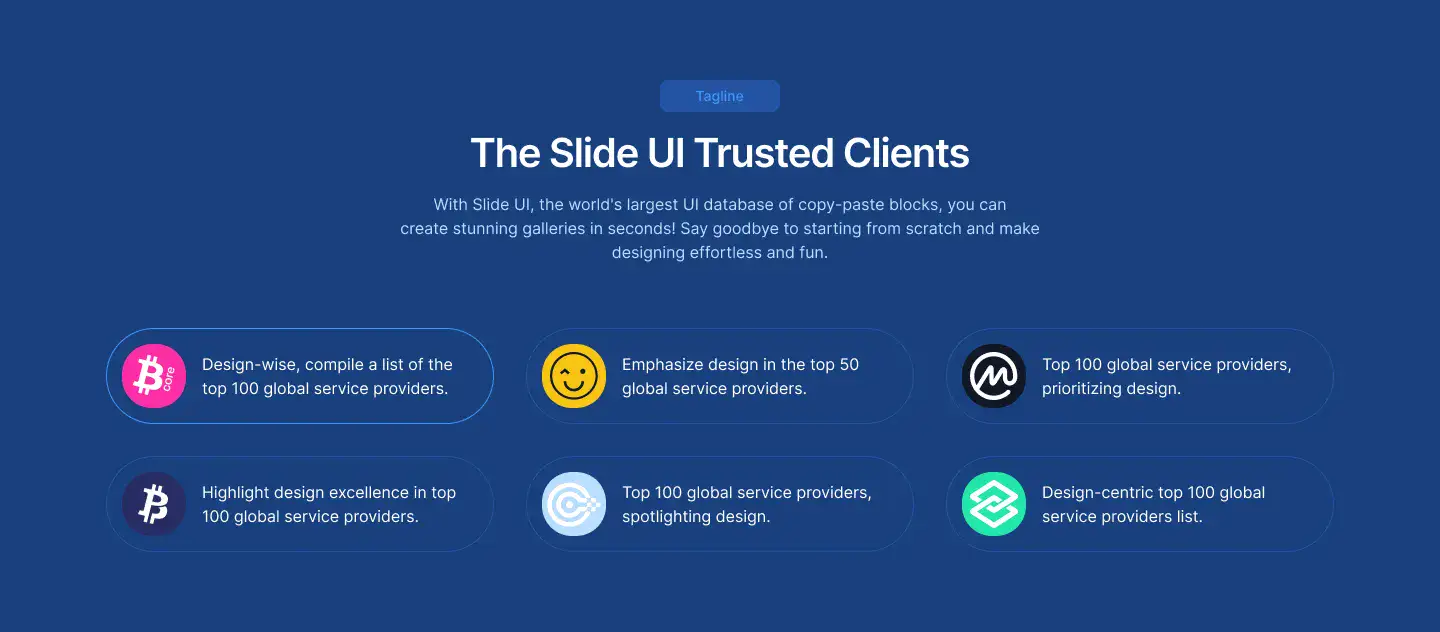 Tagline
The Slide UI Trusted Clients
With Slide UI, the world's largest UI database of copy-paste blocks, you can
create stunning galleries in seconds! Say goodbye to starting from scratch and make
designing effortless and fun.
core
Design-wise, compile a list of the
top 100 global service providers.
Emphasize design in the top 50
global service providers.
Top 100 global service providers,
prioritizing design.
Highlight design excellence in top
100 global service providers.
Top 100 global service providers,
spotlighting design.
Design-centric top 100 global
service providers list.